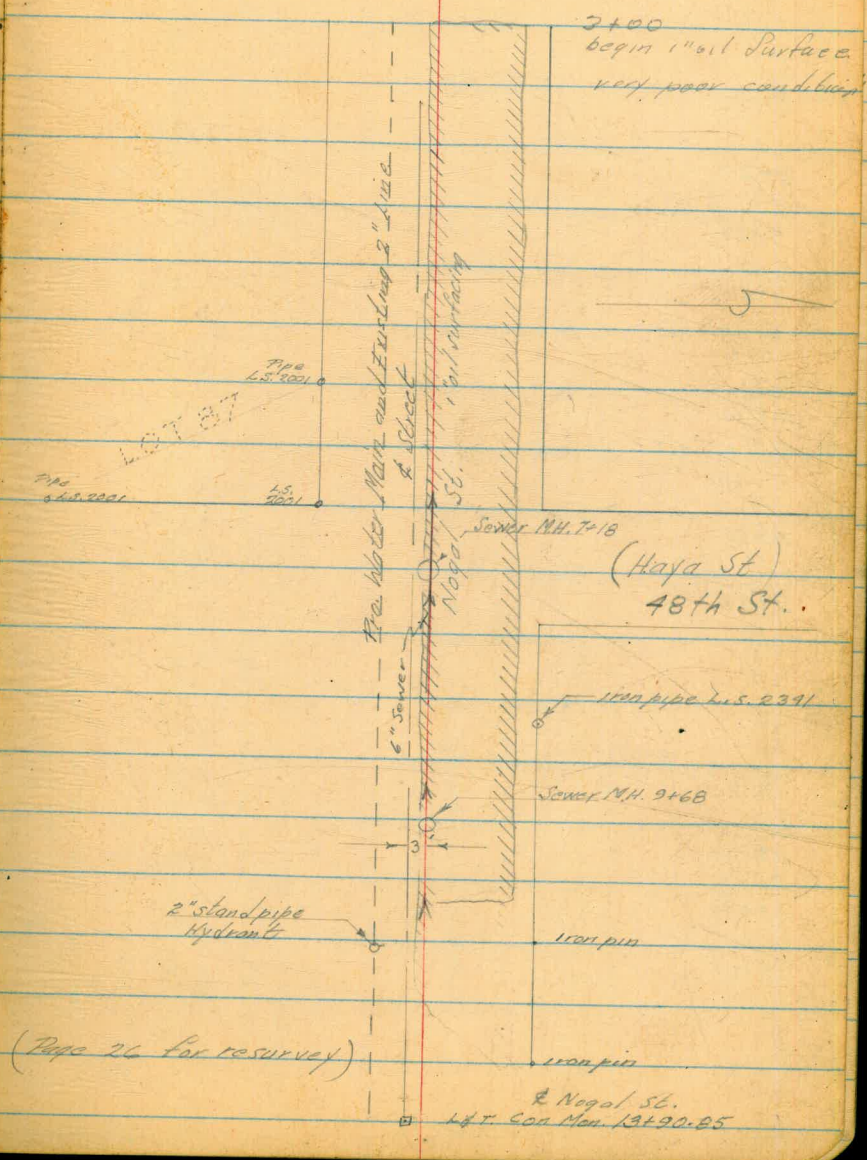 3+00
begin 1" oil Surface
very poor condition
Pro. Water Main and Existing 2" Line
℄ Street
1" oil surfacing
Nogal St.
Pipe
L.S. 2001
LOT 87
Pipe
L.S. 2001
L.S.
2001
Sewer M.H. 7+18
(Haya St)
48th St.
6" Sewer
Iron pipe L.S. 2391
Sewer M.H. 9+68
3
2" stand pipe
Hydrant
Iron pin
(Page 26 for resurvey)
Iron pin
℄ Nogal St.
L&T. Con Mon. 13+90.85